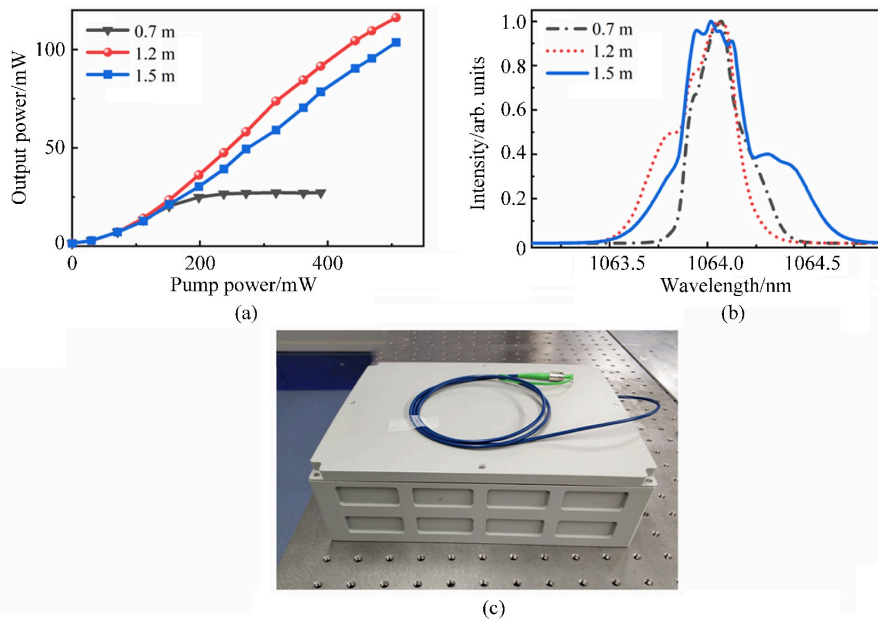 100
50
0
0
200
400
Output power/mW
Pump power/mW
0.7 m
1.2 m
1.5 m
(a)
1.0
0.8
0.6
0.4
0.2
0
1063.5
1064.0
1064.5
Intensity/arb. units
Wavelength/nm
0.7 m
1.2 m
1.5 m
(b)
(c)